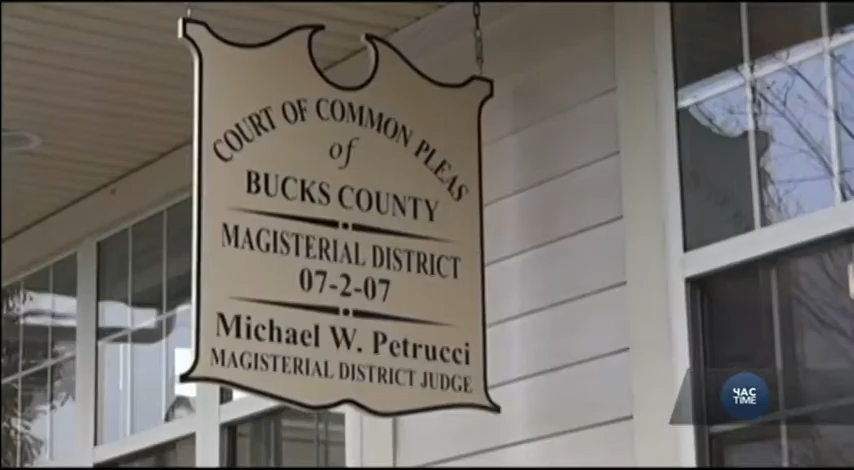 COURT OF COMMON PLEAS
of
BUCKS COUNTY
MAGISTERIAL DISTRICT
07-2-07
Michael W. Petrucci
MAGISTERIAL DISTRICT JUDGE
ЧАС
TIME